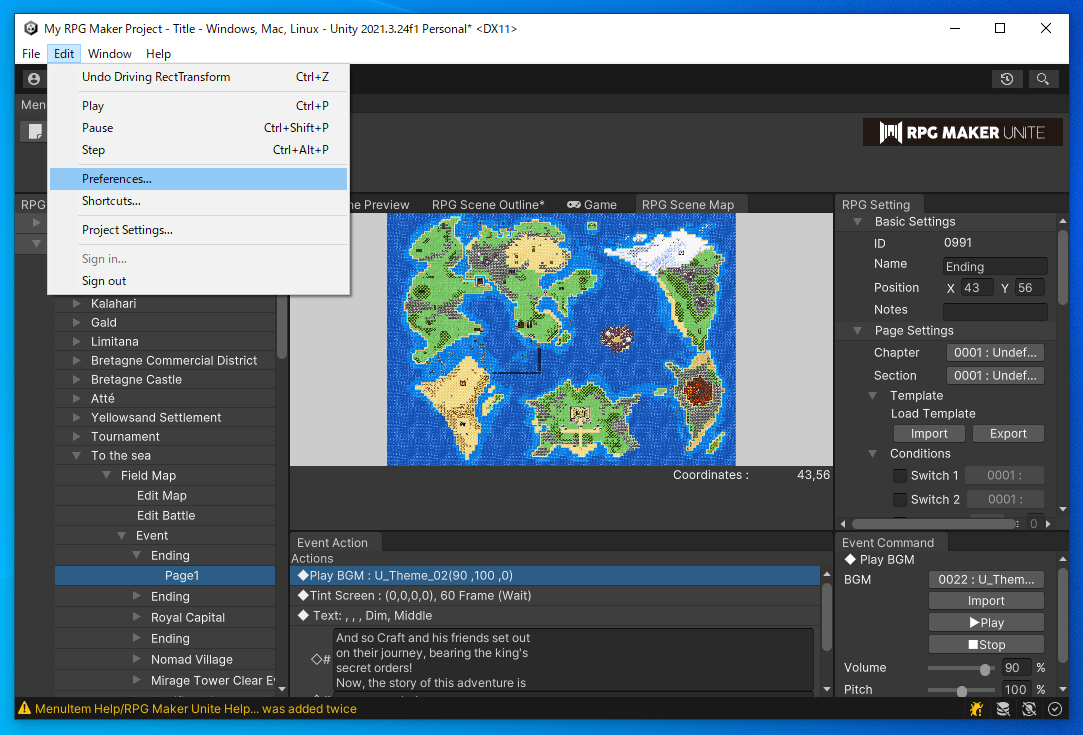 My RPG Maker Project - Title - Windows, Mac, Linux - Unity 2021.3.24f1 Personal* <DX11>
File Edit Window Help
Undo Driving RectTransform Ctrl+Z
Play Ctrl+P
Pause Ctrl+Shift+P
Step Ctrl+Alt+P
Preferences...
Shortcuts...
Project Settings...
Sign in...
Sign out
Men
RPG MAKER UNITE
RPG
ne Preview RPG Scene Outline* Game RPG Scene Map
Kalahari
Gald
Limitana
Bretagne Commercial District
Bretagne Castle
Atté
Yellowsand Settlement
Tournament
To the sea
Field Map
Edit Map
Edit Battle
Event
Ending
Page1
Ending
Royal Capital
Ending
Nomad Village
Mirage Tower Clear Ev
Coordinates : 43,56
Event Action
Actions
◆Play BGM : U_Theme_02(90 ,100 ,0)
◆Tint Screen : (0,0,0,0), 60 Frame (Wait)
◆ Text: , , , Dim, Middle
◇#
And so Craft and his friends set out
on their journey, bearing the king's
secret orders!
Now, the story of this adventure is
RPG Setting
Basic Settings
ID 0991
Name Ending
Position X 43 Y 56
Notes
Page Settings
Chapter 0001 : Undef...
Section 0001 : Undef...
Template
Load Template
Import Export
Conditions
Switch 1 0001 :
Switch 2 0001 :
: 0
Event Command
◆ Play BGM
BGM 0022 : U_Them...
Import
▶Play
■Stop
Volume 90 %
Pitch 100 %
MenuItem Help/RPG Maker Unite Help... was added twice